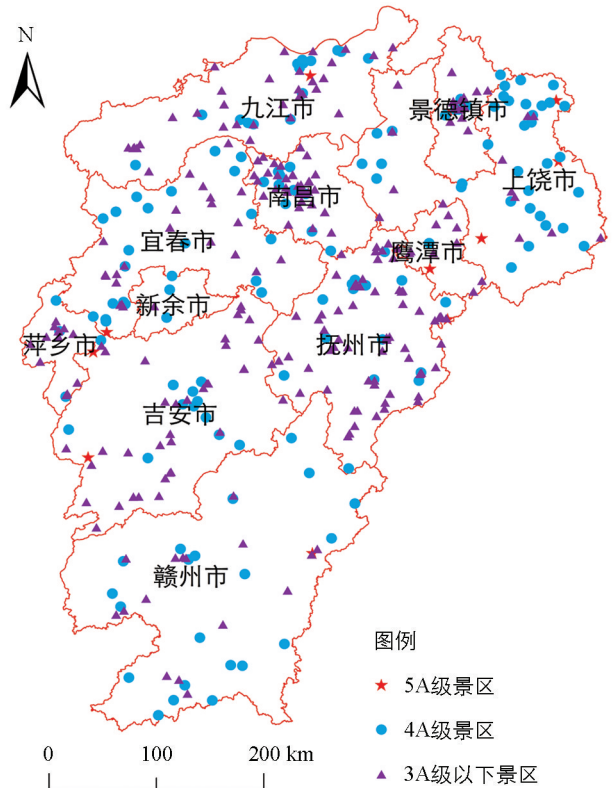 N
九江市
景德镇市
南昌市
上饶市
宜春市
鹰潭市
新余市
萍乡市
抚州市
吉安市
赣州市
图例
5A级景区
4A级景区
3A级以下景区
0 100 200 km